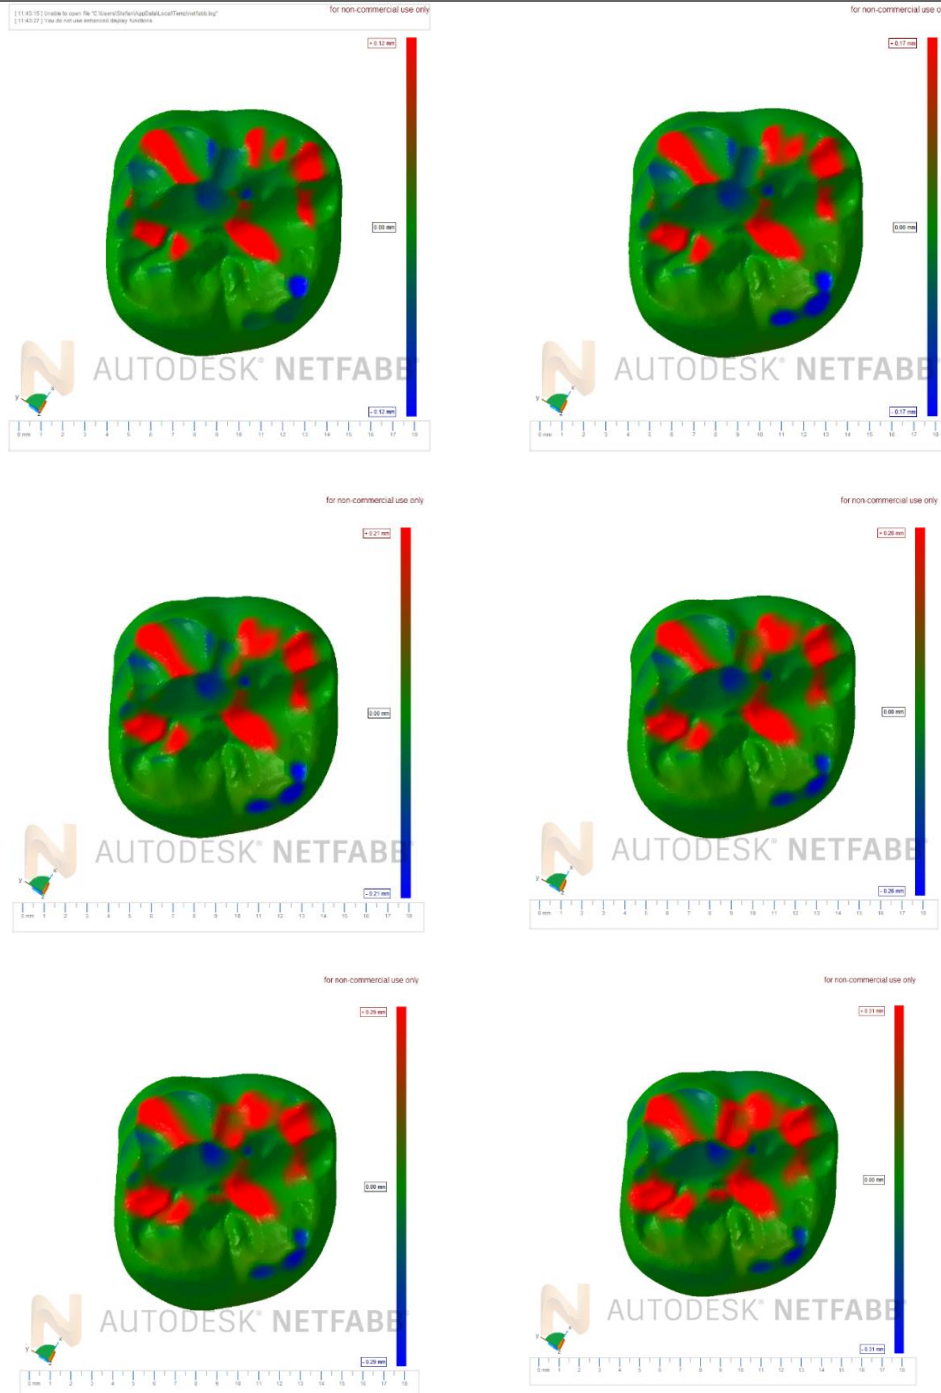 [ 11:43:15 ] Unable to open file "C:\Users\Stefan\AppData\Local\Temp\netfabb.log"
[ 11:43:27 ] You do not use enhanced display functions.
for non-commercial use only
+ 0.12 mm
0.00 mm
- 0.12 mm
AUTODESK® NETFABB
y
x
z
0 mm 1 2 3 4 5 6 7 8 9 10 11 12 13 14 15 16 17 18
for non-commercial use o
+ 0.17 mm
0.00 mm
- 0.17 mm
AUTODESK® NETFABB
y
x
z
0 mm 1 2 3 4 5 6 7 8 9 10 11 12 13 14 15 16 17 18
for non-commercial use only
+ 0.21 mm
0.00 mm
- 0.21 mm
AUTODESK® NETFABB
y
x
z
0 mm 1 2 3 4 5 6 7 8 9 10 11 12 13 14 15 16 17 18
for non-commercial use only
+ 0.26 mm
0.00 mm
- 0.26 mm
AUTODESK® NETFABB
y
x
z
0 mm 1 2 3 4 5 6 7 8 9 10 11 12 13 14 15 16 17 18
for non-commercial use only
+ 0.29 mm
0.00 mm
- 0.29 mm
AUTODESK® NETFABB
y
x
z
0 mm 1 2 3 4 5 6 7 8 9 10 11 12 13 14 15 16 17 18
for non-commercial use only
+ 0.31 mm
0.00 mm
- 0.31 mm
AUTODESK® NETFABB
y
x
z
0 mm 1 2 3 4 5 6 7 8 9 10 11 12 13 14 15 16 17 18